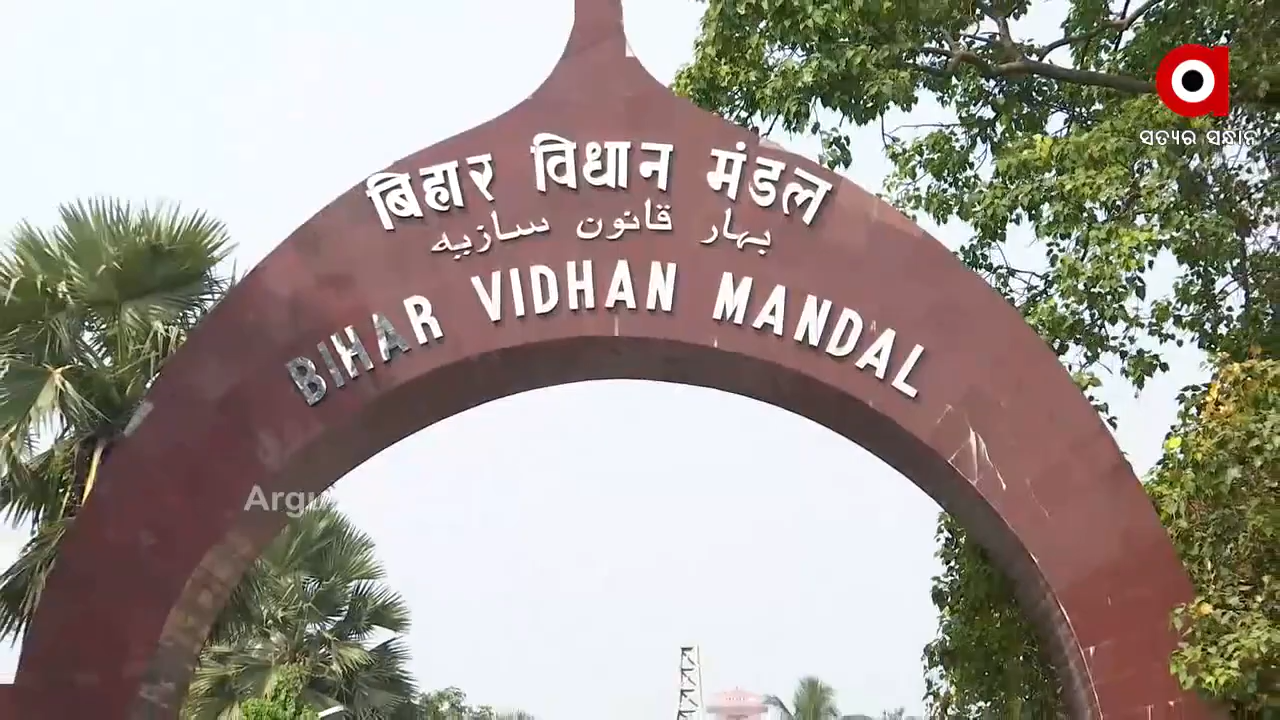 ସତ୍ୟର ସନ୍ଧାନ
बिहार विधान मंडल
بہار قانون سازیہ
BIHAR VIDHAN MANDAL